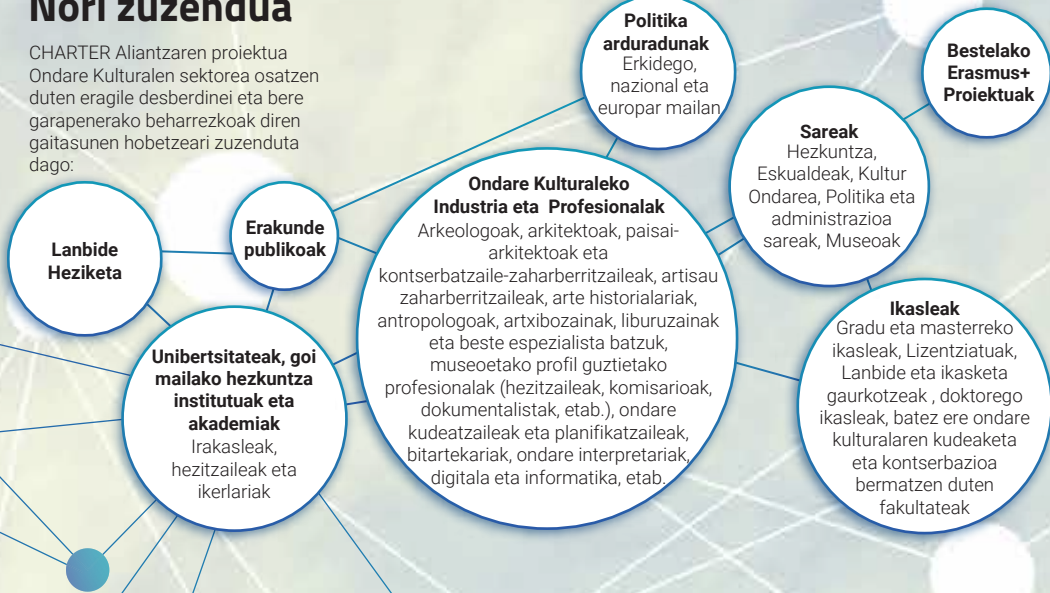 Nori zuzendua
CHARTER Aliantzaren proiektua
Ondare Kulturalen sektorea osatzen
duten eragile desberdinei eta bere
garapenerako beharrezkoak diren
gaitasunen hobetzeari zuzenduta
dago:
Lanbide
Heziketa
Erakunde
publikoak
Unibertsitateak, goi
mailako hezkuntza
institutuak eta
akademiak
Irakasleak,
hezitzaileak eta
ikerlariak
Politika
arduradunak
Erkidego,
nazional eta
europar mailan
Ondare Kulturaleko
Industria eta Profesionalak
Arkeologoak, arkitektoak, paisai-
arkitektoak eta
kontserbatzaile-zaharberritzaileak, artisau
zaharberritzaileak, arte historialariak,
antropologoak, artxibozainak, liburuzainak
eta beste espezialista batzuk,
museoetako profil guztietako
profesionalak (hezitzaileak, komisarioak,
dokumentalistak, etab.), ondare
kudeatzaileak eta planifikatzaileak,
bitartekariak, ondare interpretariak,
digitala eta informatika, etab.
Sareak
Hezkuntza,
Eskualdeak, Kultur
Ondarea, Politika eta
administrazioa
sareak, Museoak
Bestelako
Erasmus+
Proiektuak
Ikasleak
Gradu eta masterreko
ikasleak, Lizentziatuak,
Lanbide eta ikasketa
gaurkotzeak , doktorego
ikasleak, batez ere ondare
kulturalaren kudeaketa
eta kontserbazioa
bermatzen duten
fakultateak